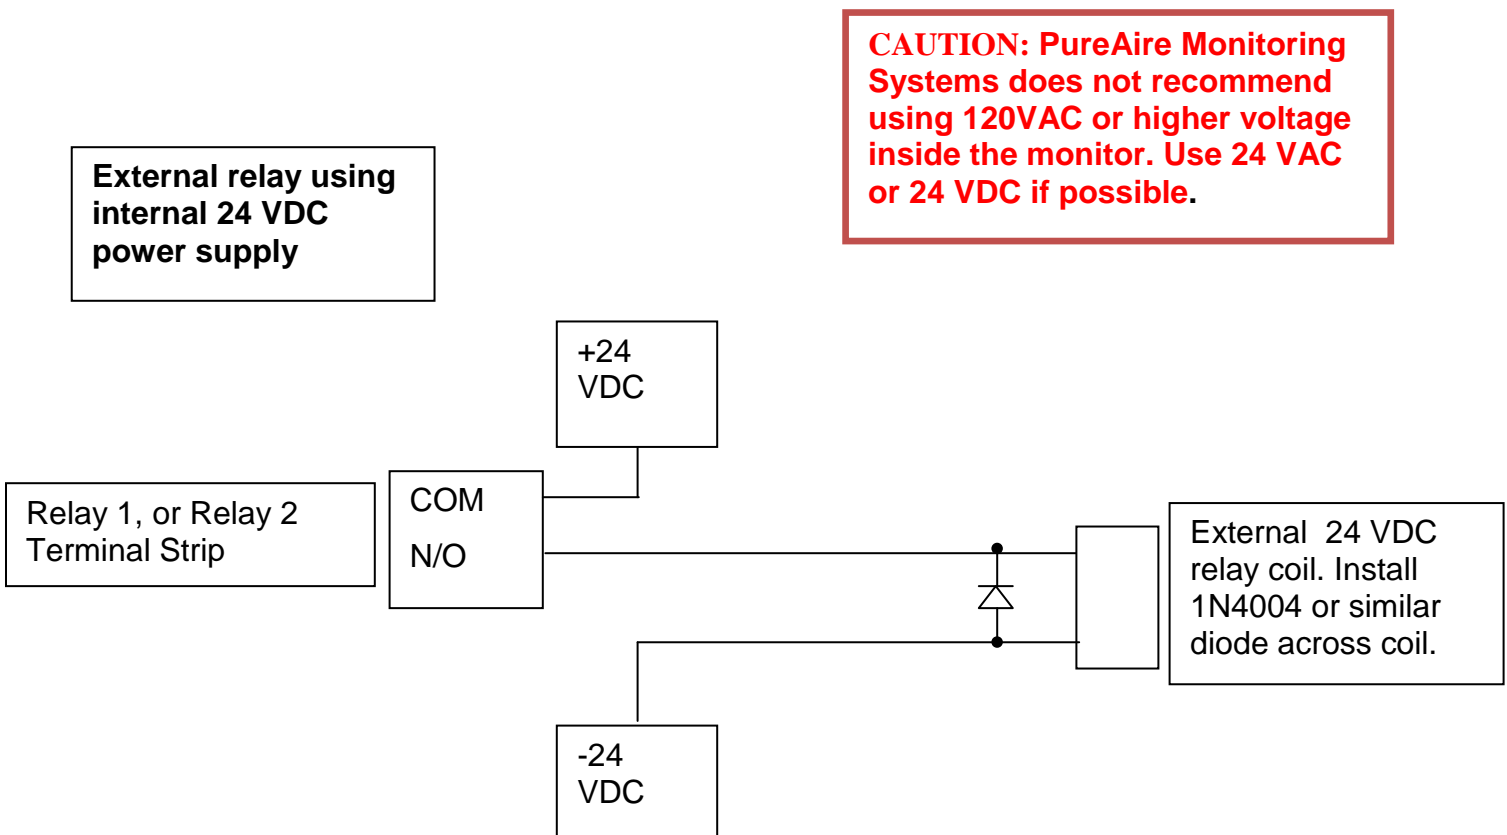 CAUTION: PureAire Monitoring
Systems does not recommend
using 120VAC or higher voltage
inside the monitor. Use 24 VAC
or 24 VDC if possible.
External relay using
internal 24 VDC
power supply
+24
VDC
Relay 1, or Relay 2
Terminal Strip
COM
N/O
External  24 VDC
relay coil. Install
1N4004 or similar
diode across coil.
-24
VDC